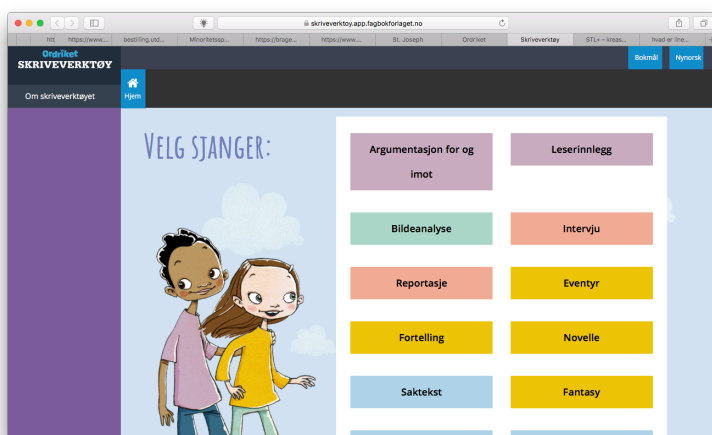 skriveverktoy.app.fagbokforlaget.no
htt
https://www....
bestilling.utd...
Minoritetssp...
https://brage...
https://www....
St. Joseph
Ordriket
Skriveverktøy
STL+ – kreas...
hvad er line...
Ordriket
SKRIVEVERKTØY
Bokmål
Nynorsk
Om skriveverktøyet
Hjem
VELG SJANGER:
Argumentasjon for og
imot
Leserinnlegg
Bildeanalyse
Intervju
Reportasje
Eventyr
Fortelling
Novelle
Saktekst
Fantasy